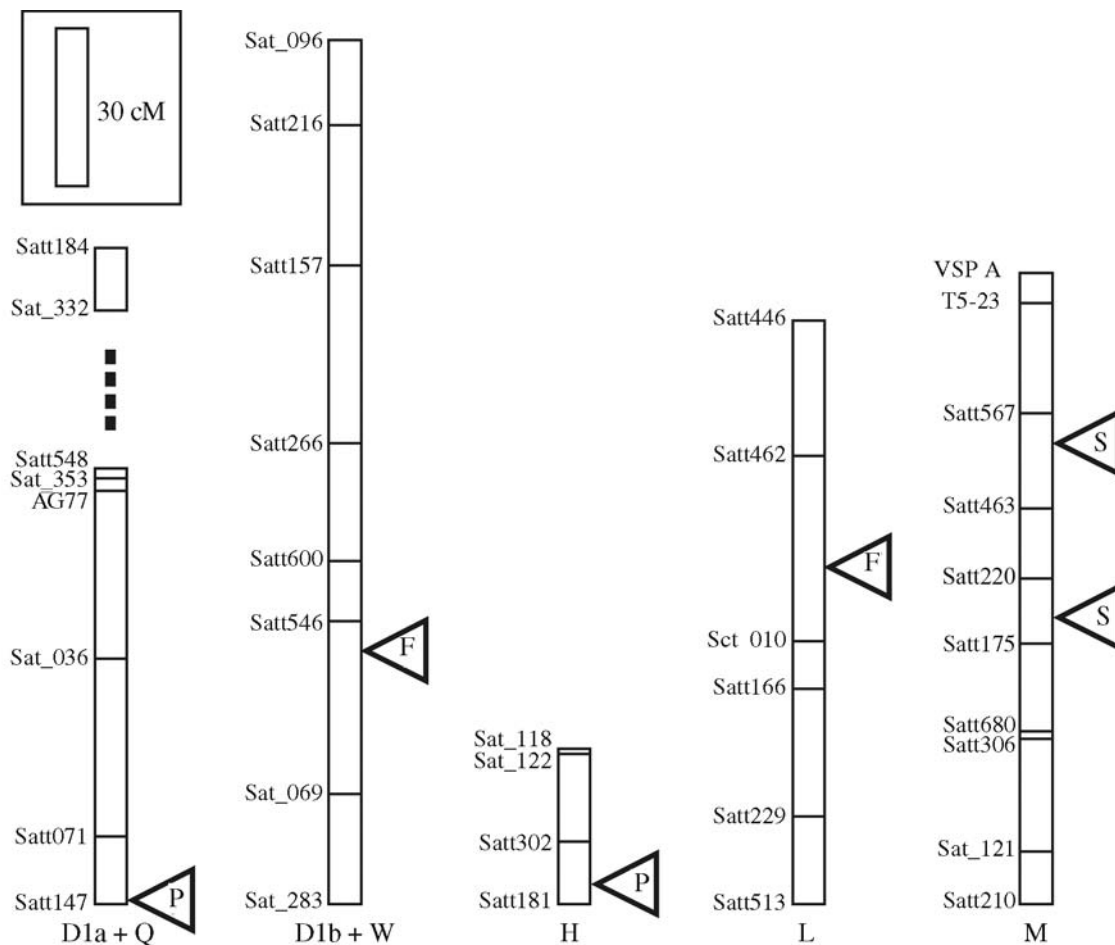 30 cM
Satt184
Sat_332
Satt548
Sat_353
AG77
Sat_036
Satt071
Satt147
P
D1a + Q
Sat_096
Satt216
Satt157
Satt266
Satt600
Satt546
F
Sat_069
Sat_283
D1b + W
Sat_118
Sat_122
Satt302
Satt181
P
H
Satt446
Satt462
F
Sct 010
Satt166
Satt229
Satt513
L
VSP A
T5-23
Satt567
S
Satt463
Satt220
S
Satt175
Satt680
Satt306
Sat_121
Satt210
M